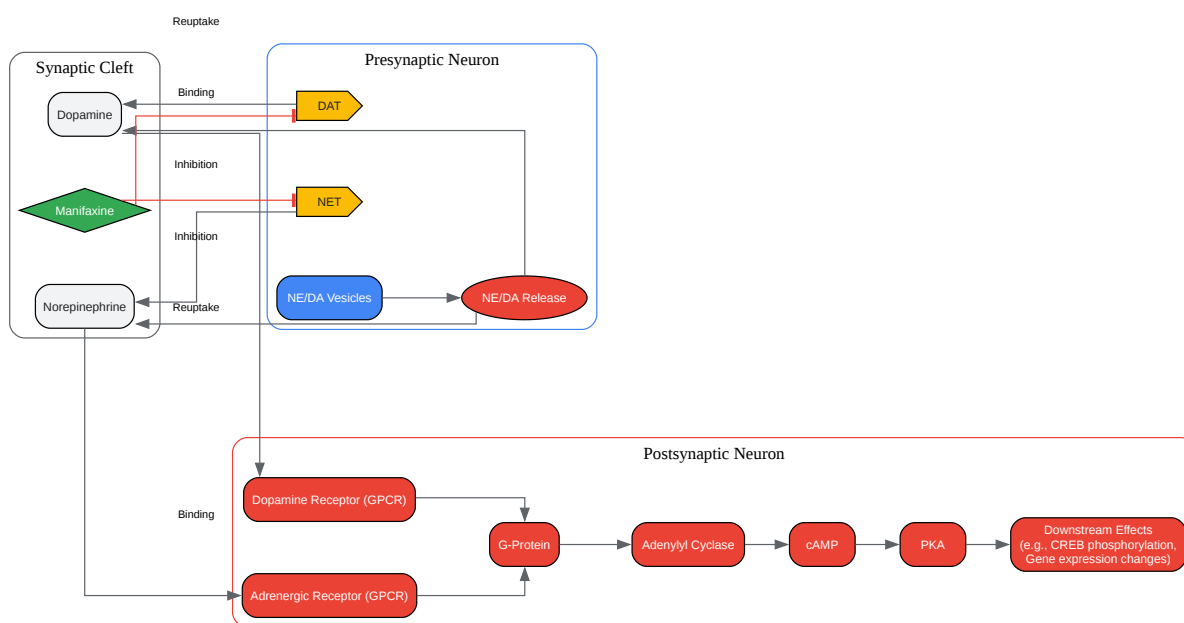 Reuptake
Synaptic Cleft
Presynaptic Neuron
Binding
Dopamine
DAT
Inhibition
Manifaxine
NET
Inhibition
Norepinephrine
Reuptake
NE/DA Vesicles
NE/DA Release
Postsynaptic Neuron
Binding
Dopamine Receptor (GPCR)
G-Protein
Adenylyl Cyclase
cAMP
PKA
Downstream Effects
(e.g., CREB phosphorylation,
Gene expression changes)
Adrenergic Receptor (GPCR)